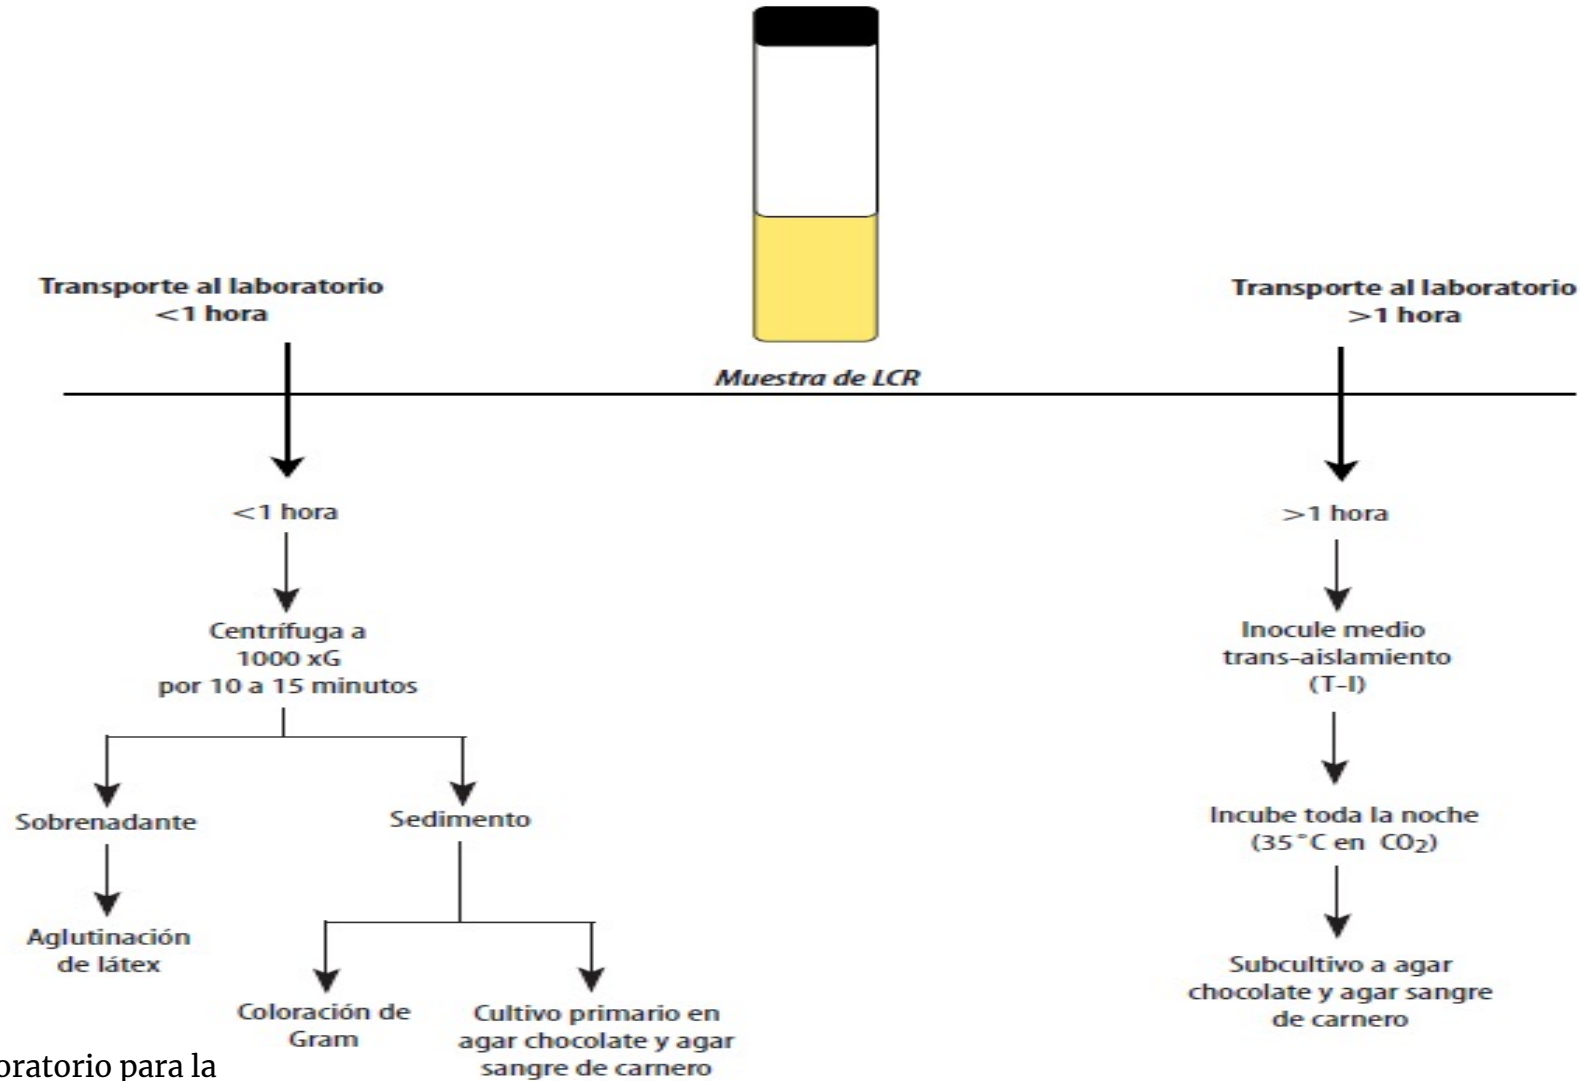 Transporte al laboratorio
<1 hora
Transporte al laboratorio
>1 hora
Muestra de LCR
<1 hora
Centrífuga a
1000 xG
por 10 a 15 minutos
Sobrenadante
Aglutinación
de látex
Sedimento
Coloración de
Gram
Cultivo primario en
agar chocolate y agar
sangre de carnero
>1 hora
Inocule medio
trans-aislamiento
(T-I)
Incube toda la noche
(35°C en CO₂)
Subcultivo a agar
chocolate y agar sangre
de carnero
para la